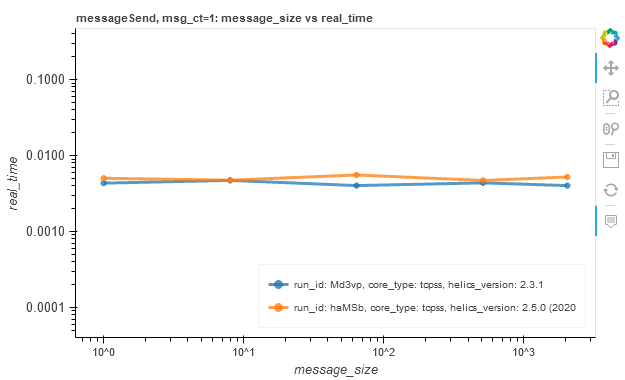 messageSend, msg_ct=1: message_size vs real_time
0.1000
0.0100
0.0010
0.0001
real_time
run_id: Md3vp, core_type: tcpss, helics_version: 2.3.1
run_id: haMSb, core_type: tcpss, helics_version: 2.5.0 (2020
10^0
10^1
10^2
10^3
message_size